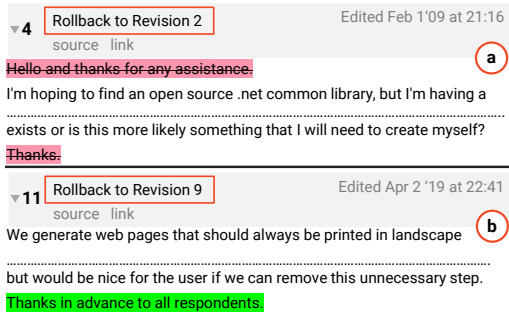 4 Rollback to Revision 2 Edited Feb 1‘09 at 21:16
source link
a
Hello and thanks for any assistance.
I'm hoping to find an open source .net common library, but I'm having a
................................................................................
exists or is this more likely something that I will need to create myself?
Thanks.
11 Rollback to Revision 9 Edited Apr 2 ‘19 at 22:41
source link
b
We generate web pages that should always be printed in landscape
................................................................................
but would be nice for the user if we can remove this unnecessary step.
Thanks in advance to all respondents.